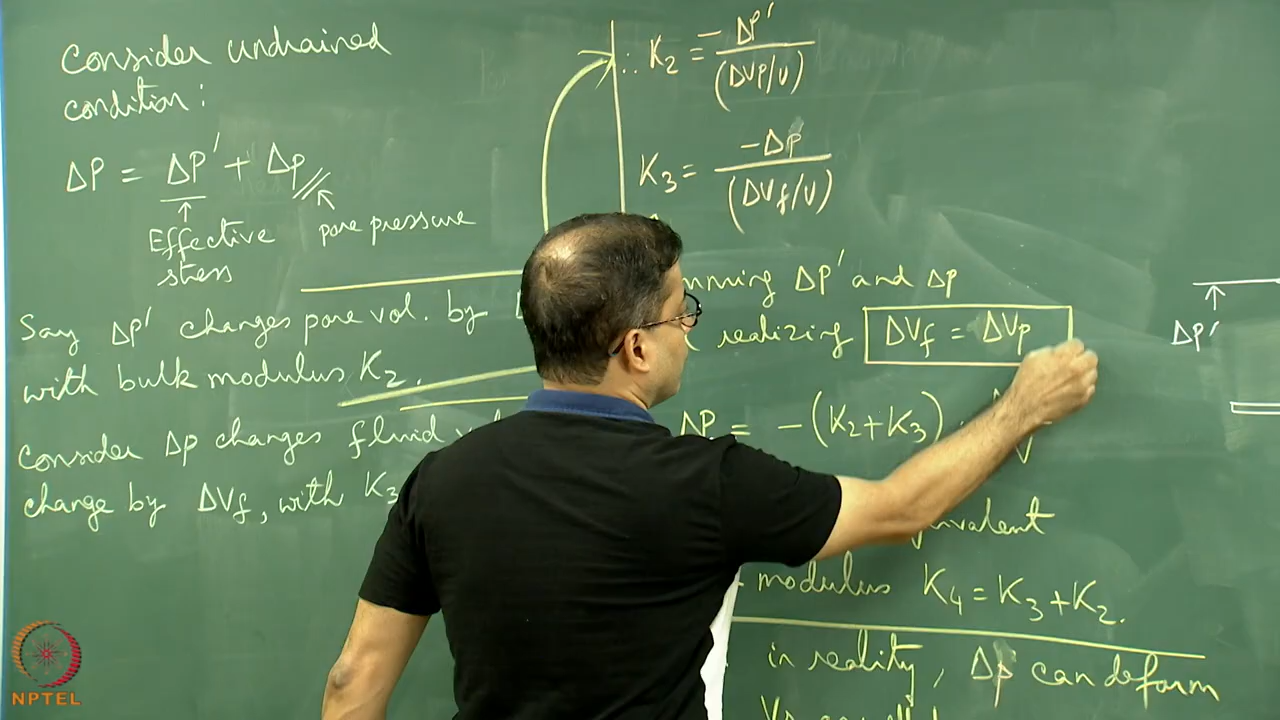 Consider undrained
condition:
ΔP = ΔP' + Δp
Effective
stress
pore pressure
Say ΔP' changes pore vol. by
with bulk modulus K₂.
Consider Δp changes fluid
change by ΔVf, with K₃
∴ K₂ = -ΔP' / (ΔVp/V)
K₃ = -Δp / (ΔVf/V)
ΔP' and Δp
realizing ΔVf = ΔVp
ΔP = -(K₂+K₃)
modulus K₄ = K₃+K₂.
in reality, Δp can deform
ΔP'
NPTEL